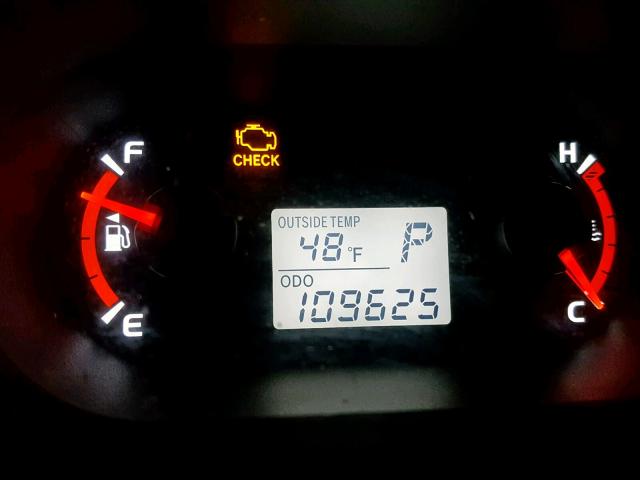 F
CHECK
H
OUTSIDE TEMP
48 °F P
ODO
109625
E
C